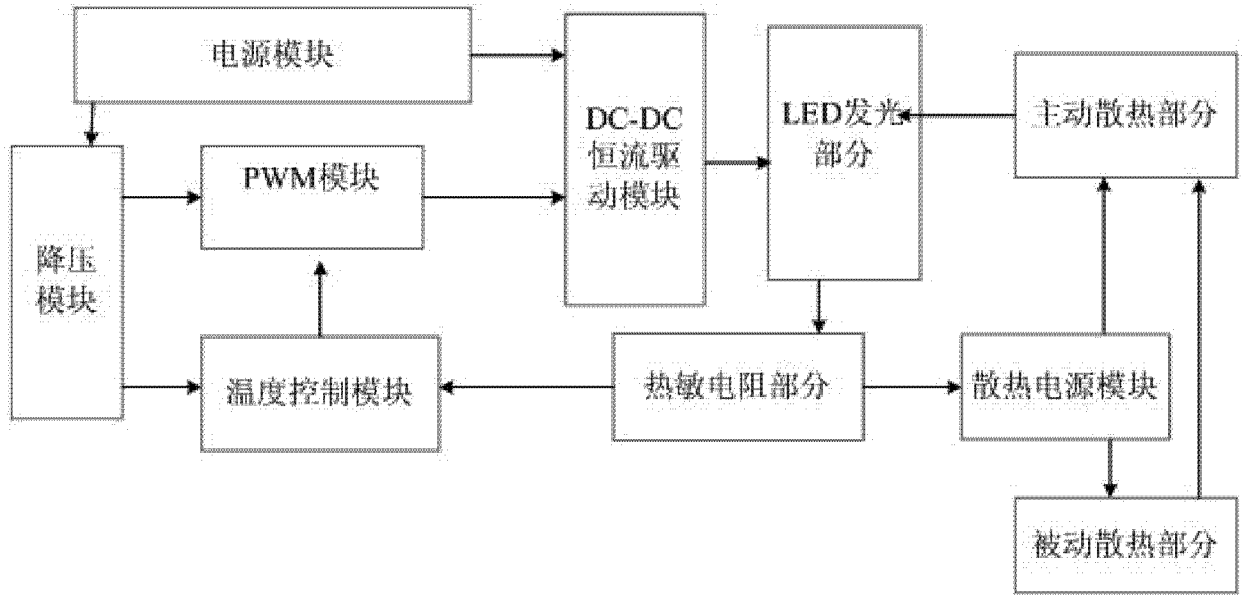 电源模块
DC-DC
恒流驱
动模块
LED发光
部分
主动散热部分
PWM模块
降压
模块
温度控制模块
热敏电阻部分
散热电源模块
被动散热部分